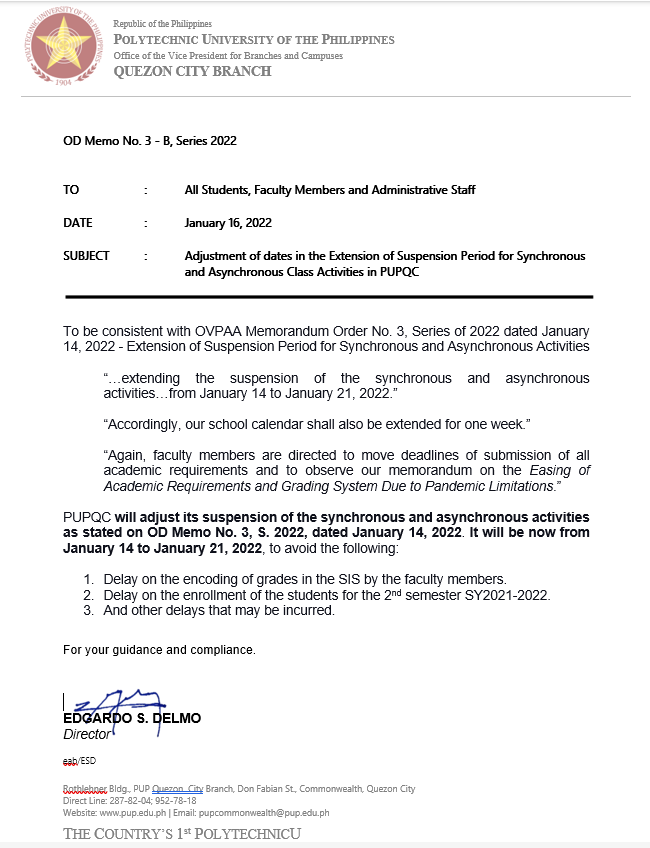 POLYTECHNIC UNIVERSITY OF THE PHILIPPINES
1904
Republic of the Philippines
POLYTECHNIC UNIVERSITY OF THE PHILIPPINES
Office of the Vice President for Branches and Campuses
QUEZON CITY BRANCH
OD Memo No. 3 - B, Series 2022
TO : All Students, Faculty Members and Administrative Staff
DATE : January 16, 2022
SUBJECT : Adjustment of dates in the Extension of Suspension Period for Synchronous
and Asynchronous Class Activities in PUPQC
To be consistent with OVPAA Memorandum Order No. 3, Series of 2022 dated January
14, 2022 - Extension of Suspension Period for Synchronous and Asynchronous Activities
“…extending the suspension of the synchronous and asynchronous
activities…from January 14 to January 21, 2022.”
“Accordingly, our school calendar shall also be extended for one week.”
“Again, faculty members are directed to move deadlines of submission of all
academic requirements and to observe our memorandum on the Easing of
Academic Requirements and Grading System Due to Pandemic Limitations.”
PUPQC will adjust its suspension of the synchronous and asynchronous activities
as stated on OD Memo No. 3, S. 2022, dated January 14, 2022. It will be now from
January 14 to January 21, 2022, to avoid the following:
1. Delay on the encoding of grades in the SIS by the faculty members.
2. Delay on the enrollment of the students for the 2nd semester SY2021-2022.
3. And other delays that may be incurred.
For your guidance and compliance.
EDGARDO S. DELMO
Director
eab/ESD
Rothlehner Bldg., PUP Quezon City Branch, Don Fabian St., Commonwealth, Quezon City
Direct Line: 287-82-04; 952-78-18
Website: www.pup.edu.ph | Email: pupcommonwealth@pup.edu.ph
THE COUNTRY'S 1st POLYTECHNICU